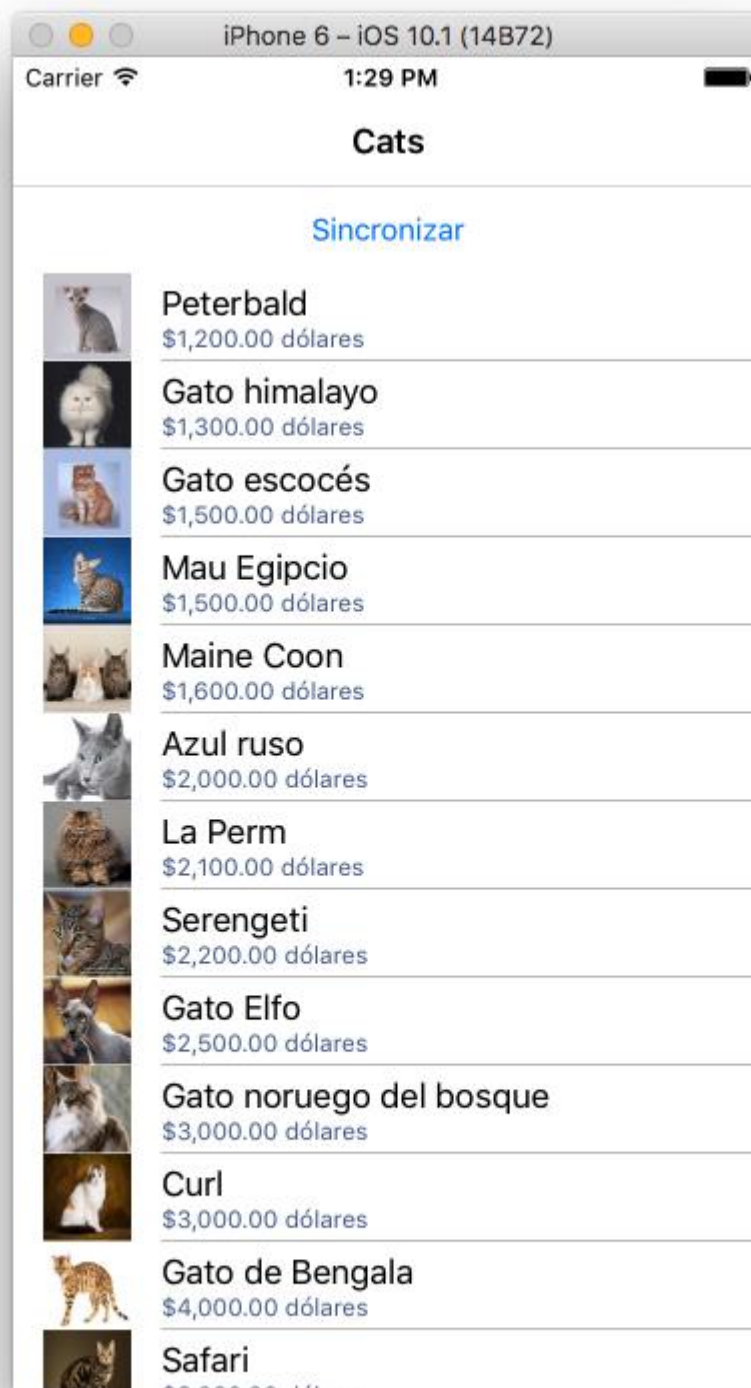 iPhone 6 – iOS 10.1 (14B72)
Carrier 1:29 PM
Cats
Sincronizar
Peterbald
$1,200.00 dólares
Gato himalayo
$1,300.00 dólares
Gato escocés
$1,500.00 dólares
Mau Egipcio
$1,500.00 dólares
Maine Coon
$1,600.00 dólares
Azul ruso
$2,000.00 dólares
La Perm
$2,100.00 dólares
Serengeti
$2,200.00 dólares
Gato Elfo
$2,500.00 dólares
Gato noruego del bosque
$3,000.00 dólares
Curl
$3,000.00 dólares
Gato de Bengala
$4,000.00 dólares
Safari